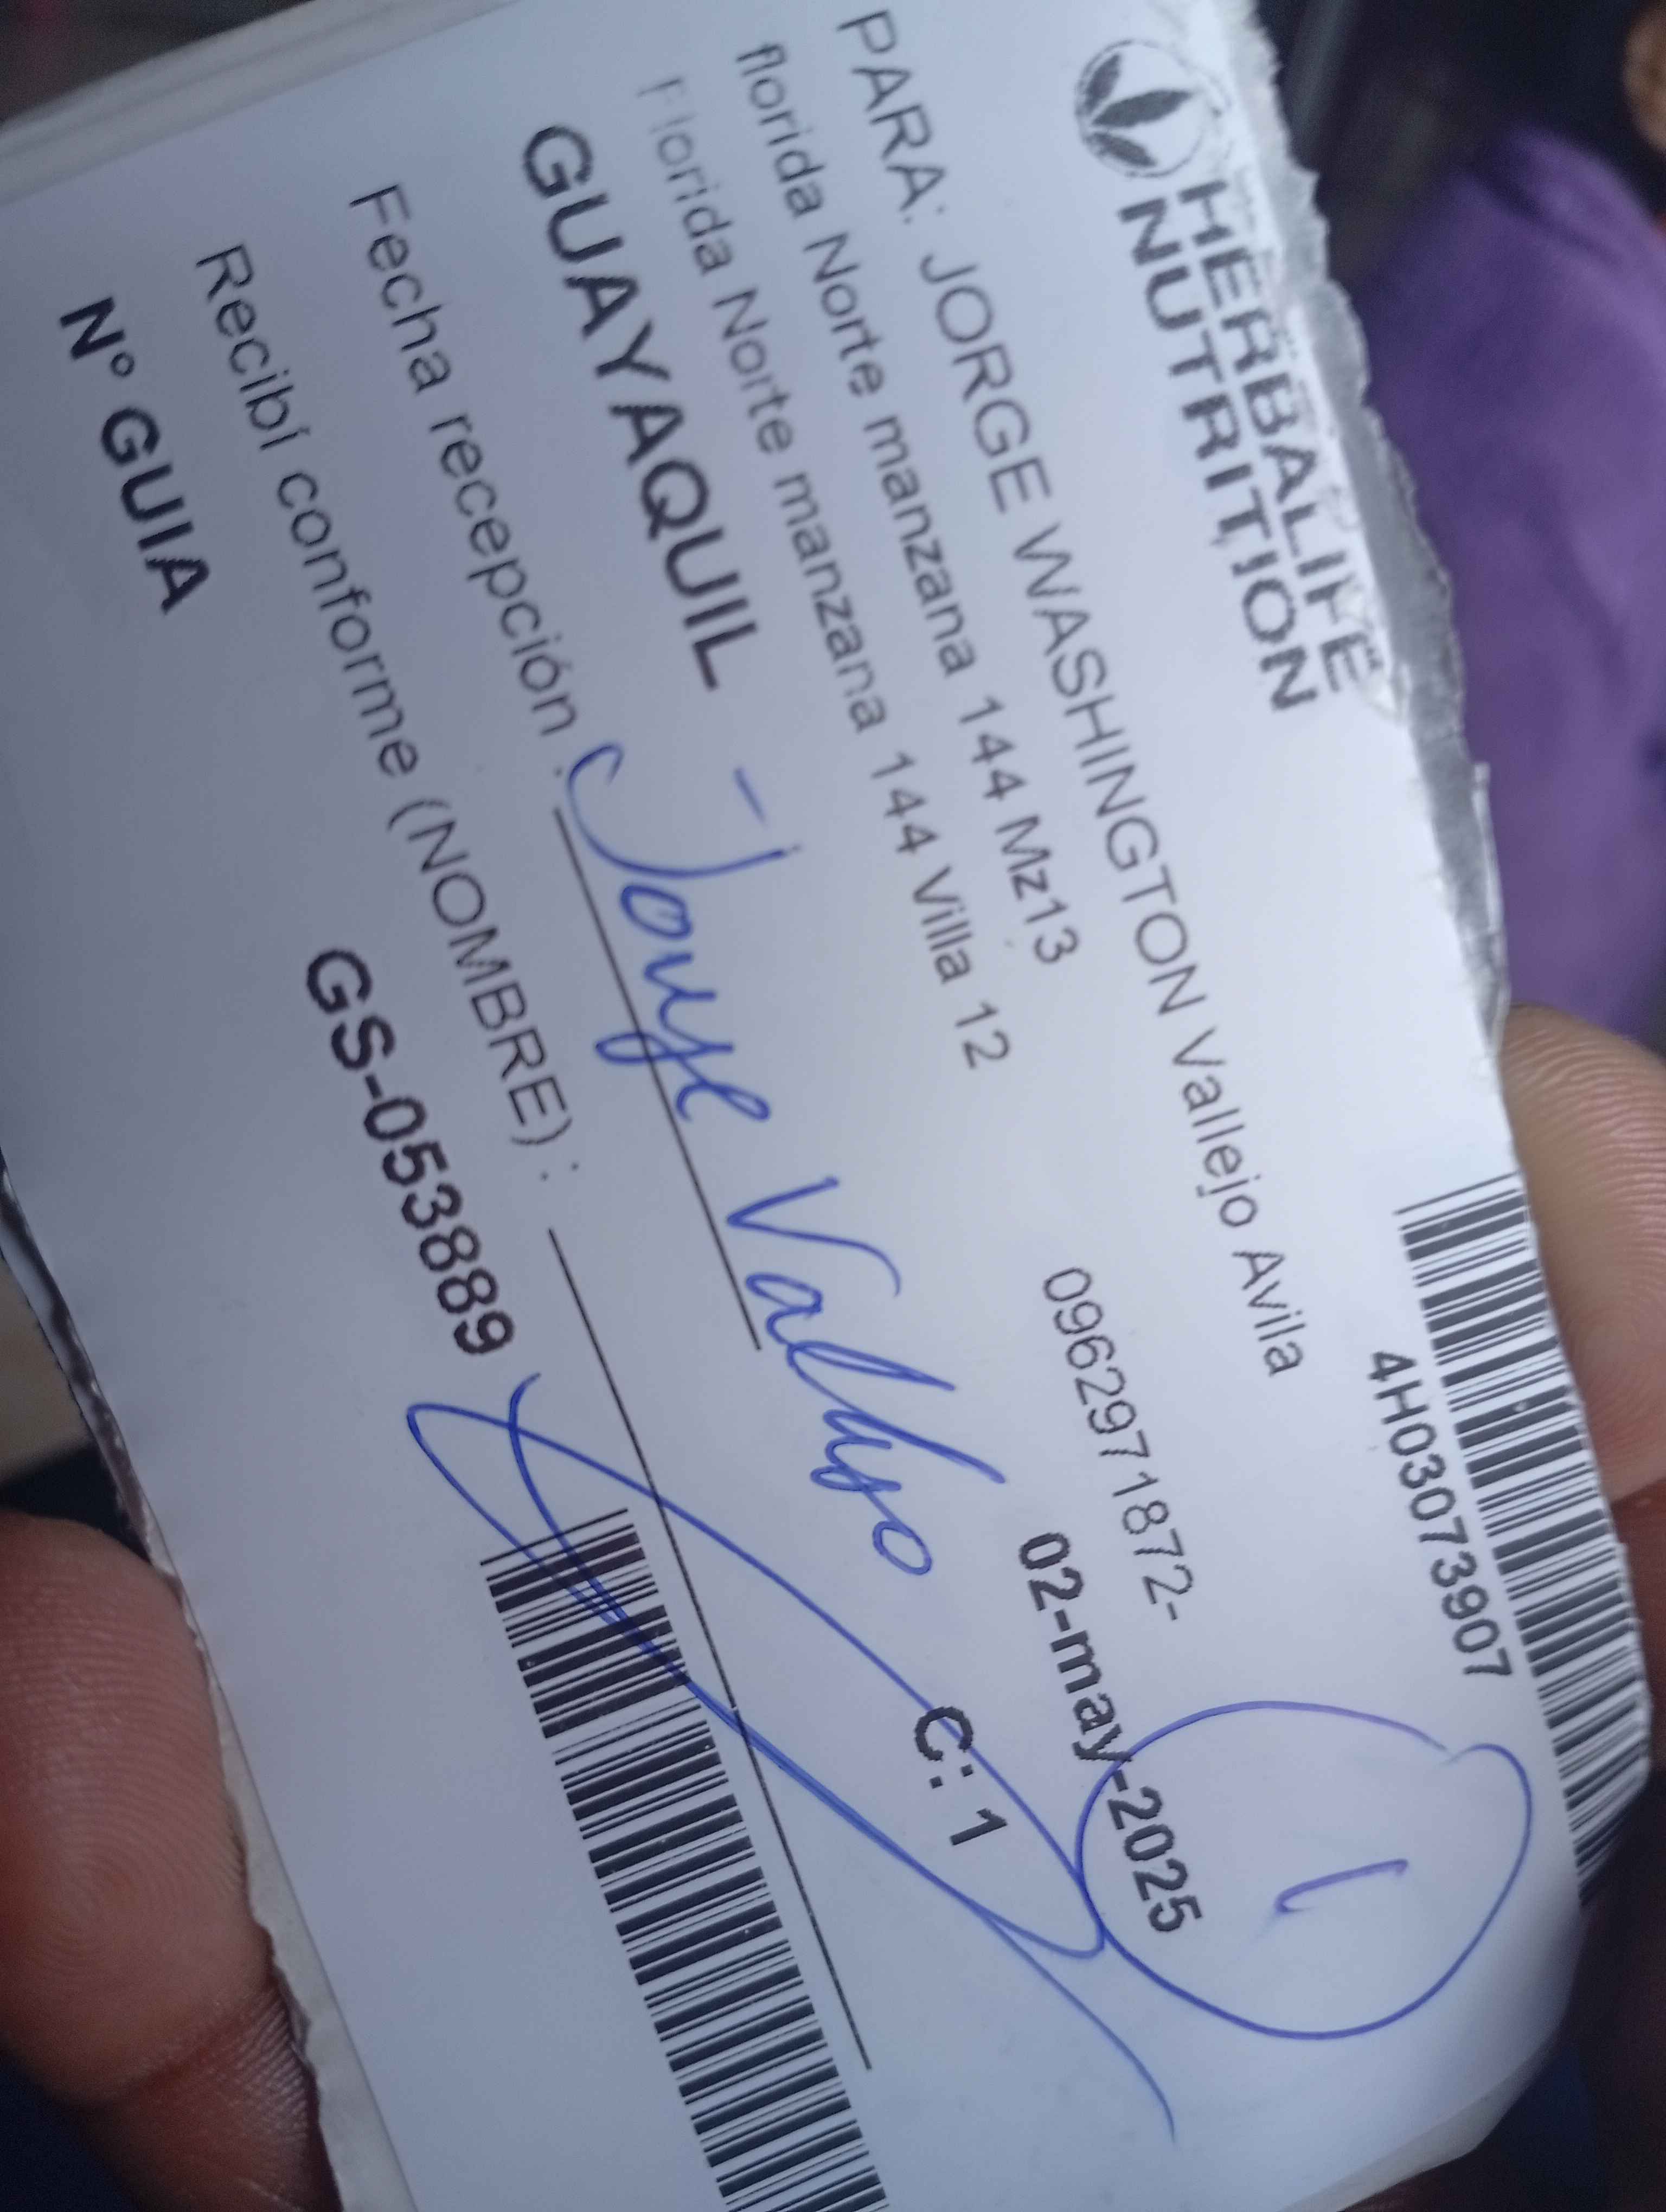 HERBALIFE
NUTRITION
4H03073907
1
PARA: JORGE WASHINGTON Vallejo Avila
florida Norte manzana 144 Mz13
0962971872-
Florida Norte manzana 144 Villa 12
02-may-2025
GUAYAQUIL
C: 1
Fecha recepción : Jorge Vallejo
Recibí conforme (NOMBRE) :
Nº GUIA
GS-053889